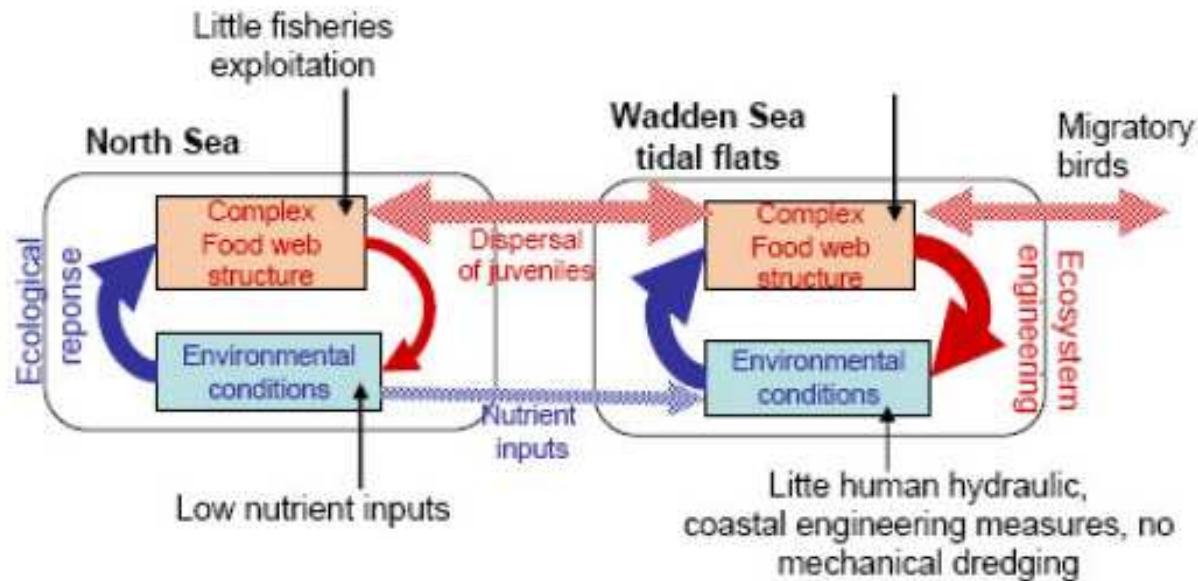 Little fisheries
exploitation
North Sea
Wadden Sea
tidal flats
Migratory
birds
Complex
Food web
structure
Dispersal
of juveniles
Complex
Food web
structure
Ecological
reponse
Ecosystem
engineering
Environmental
conditions
Environmental
conditions
Nutrient
inputs
Low nutrient inputs
Litte human hydraulic,
coastal engineering measures, no
mechanical dredging